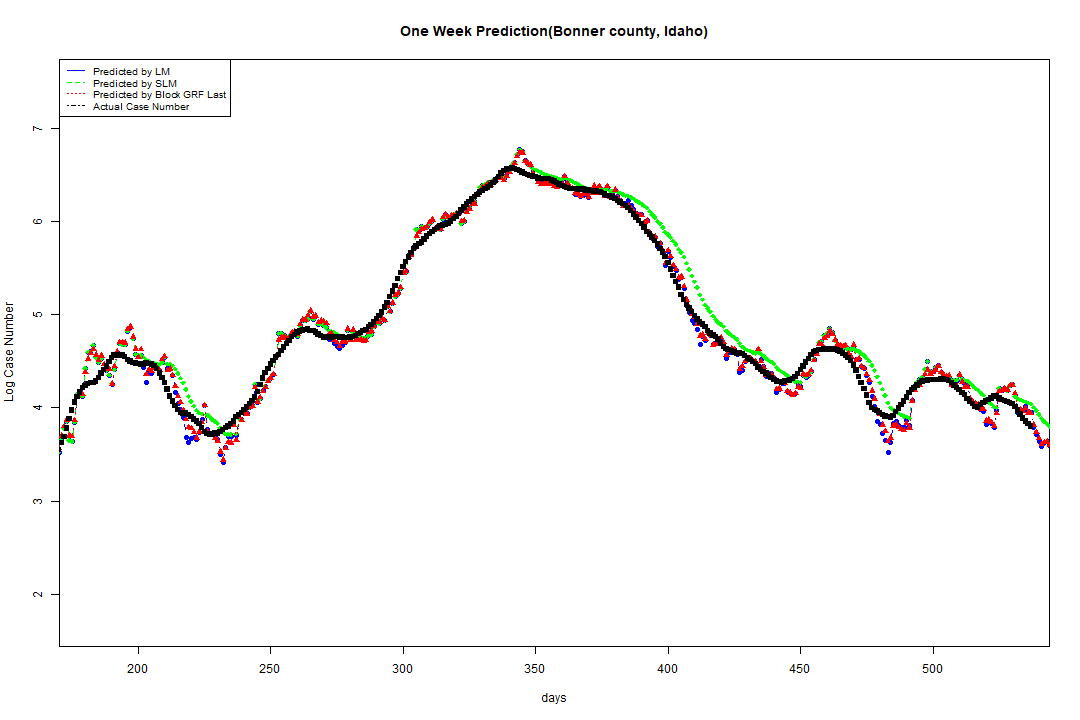 One Week Prediction(Bonner county, Idaho)
Predicted by LM
Predicted by SLM
Predicted by Block GRF Last
Actual Case Number
Log Case Number
7
6
5
4
3
2
200 250 300 350 400 450 500
days